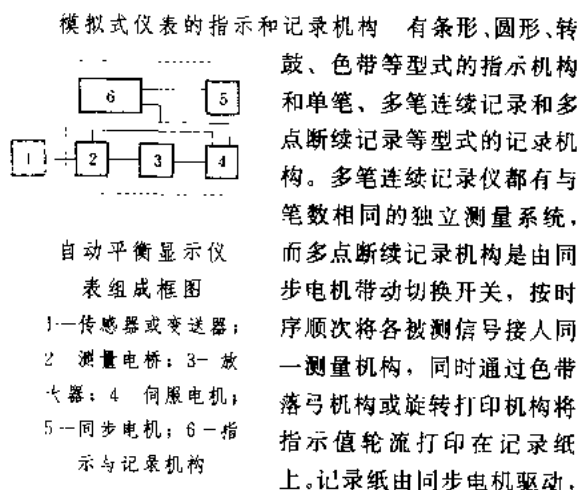 模拟式仪表的指示和记录机构 有条形、圆形、转
鼓、色带等型式的指示机构
和单笔、多笔连续记录和多
点断续记录等型式的记录机
构。多笔连续记录仪都有与
笔数相同的独立测量系统，
而多点断续记录机构是由同
步电机带动切换开关，按时
序顺次将各被测信号接人同
一测量机构，同时通过色带
落弓机构或旋转打印机构将
指示值轮流打印在记录纸
上。记录纸由同步电机驱动，
6
5
1
2
3
4
自动平衡显示仪
表组成框图
1—传感器或变送器；
2 测量电桥；3- 放
大器；4 伺服电机；
5—同步电机；6－指
示与记录机构